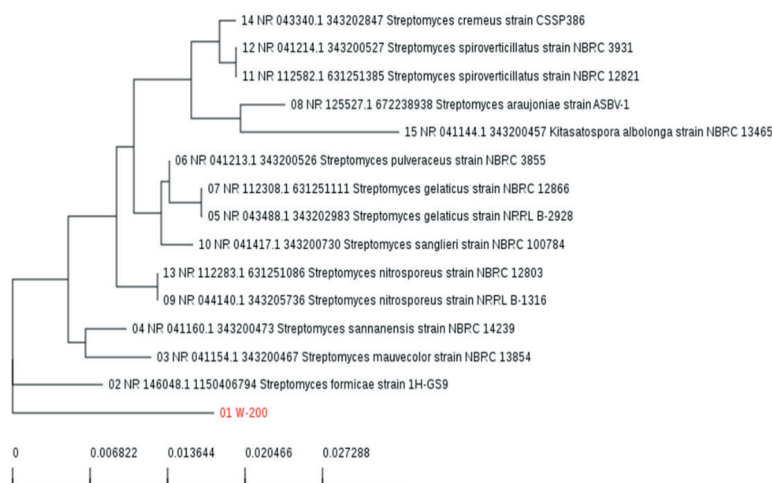 14 NR 043340.1 343202847 Streptomyces cremeus strain CSSP386
12 NR 041214.1 343200527 Streptomyces spiroverticillatus strain NBRC 3931
11 NR 112582.1 631251385 Streptomyces spiroverticillatus strain NBRC 12821
08 NR 125527.1 672238938 Streptomyces araujoniae strain ASBV-1
15 NR 041144.1 343200457 Kitasatospora albolonga strain NBRC 13465
06 NR 041213.1 343200526 Streptomyces pulveraceus strain NBRC 3855
07 NR 112308.1 631251111 Streptomyces gelaticus strain NBRC 12866
05 NR 043488.1 343202983 Streptomyces gelaticus strain NRRL B-2928
10 NR 041417.1 343200730 Streptomyces sanglieri strain NBRC 100784
13 NR 112283.1 631251086 Streptomyces nitrosporeus strain NBRC 12803
09 NR 044140.1 343205736 Streptomyces nitrosporeus strain NRRL B-1316
04 NR 041160.1 343200473 Streptomyces sannanensis strain NBRC 14239
03 NR 041154.1 343200467 Streptomyces mauvecolor strain NBRC 13854
02 NR 146048.1 1150406794 Streptomyces formicae strain 1H-GS9
01 W-200
0 0.006822 0.013644 0.020466 0.027288